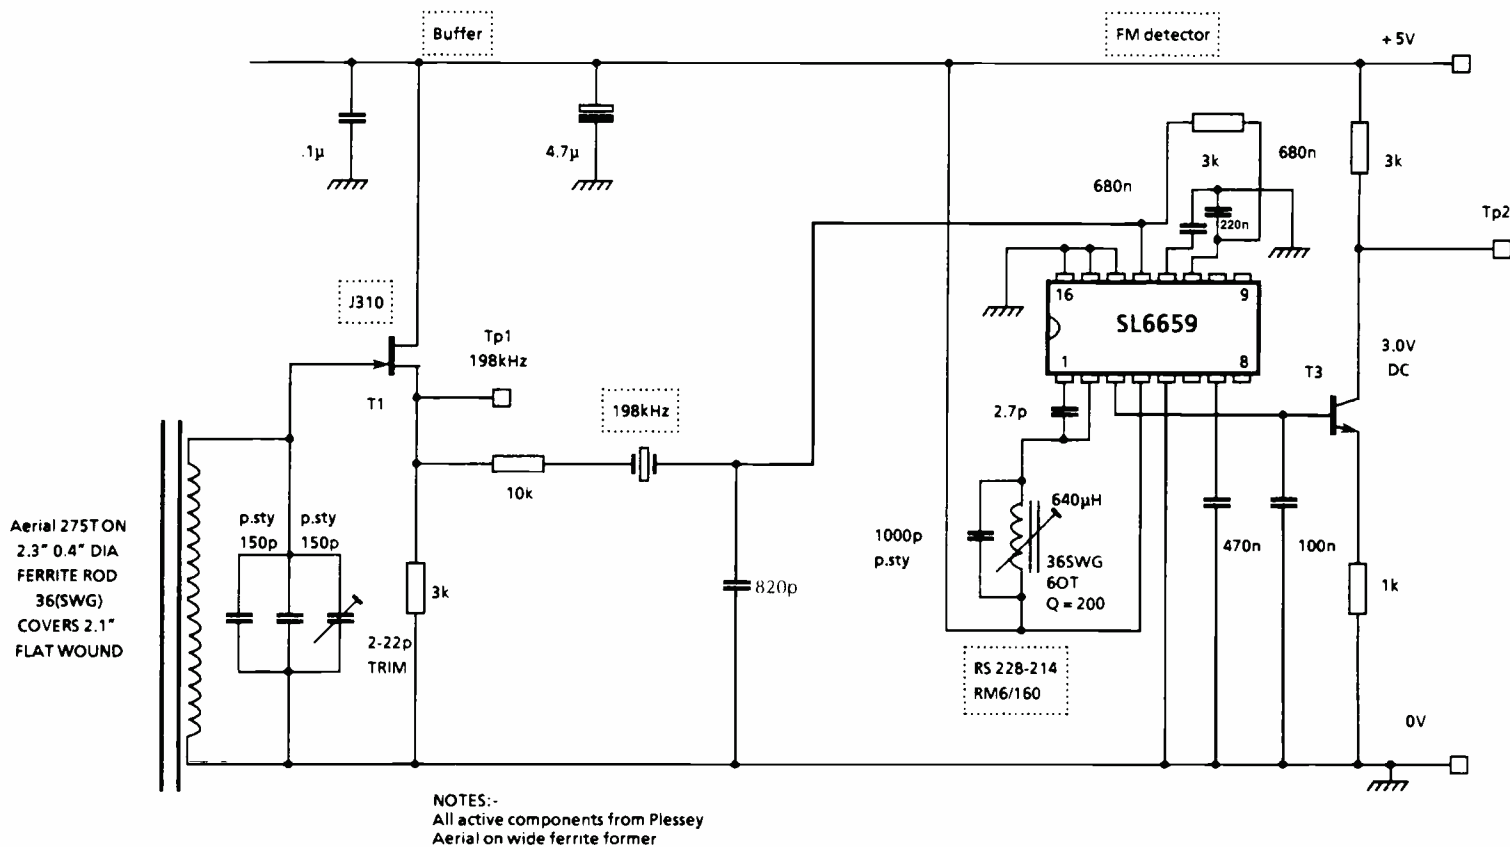 Buffer
FM detector
+ 5V
.1µ
4.7µ
680n
3k
680n
220n
3k
Tp2
J310
Tp1
198kHz
T1
16
9
SL6659
1
8
3.0V
DC
T3
198kHz
2.7p
10k
640µH
Aerial 275T ON
2.3" 0.4" DIA
FERRITE ROD
36(SWG)
COVERS 2.1"
FLAT WOUND
p.sty
150p
p.sty
150p
2-22p
TRIM
3k
820p
1000p
p.sty
36SWG
6OT
Q = 200
470n
100n
1k
RS 228-214
RM6/160
0V
NOTES:-
All active components from Plessey
Aerial on wide ferrite former